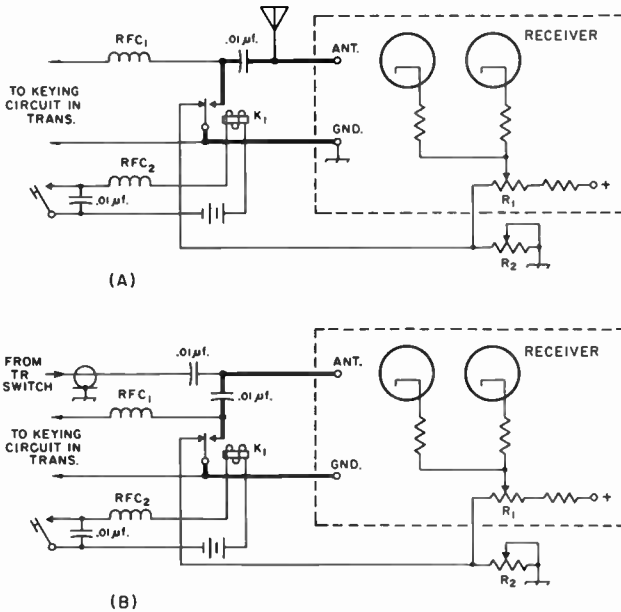 RFC1
.01 µf.
ANT.
RECEIVER
TO KEYING
CIRCUIT IN
TRANS.
K1
GND.
RFC2
.01 µf.
R1
+
R2
(A)
FROM
TR
SWITCH
.01 µf.
ANT.
RECEIVER
.01 µf.
RFC1
TO KEYING
CIRCUIT IN
TRANS.
K1
GND.
RFC2
.01 µf.
R1
+
R2
(B)